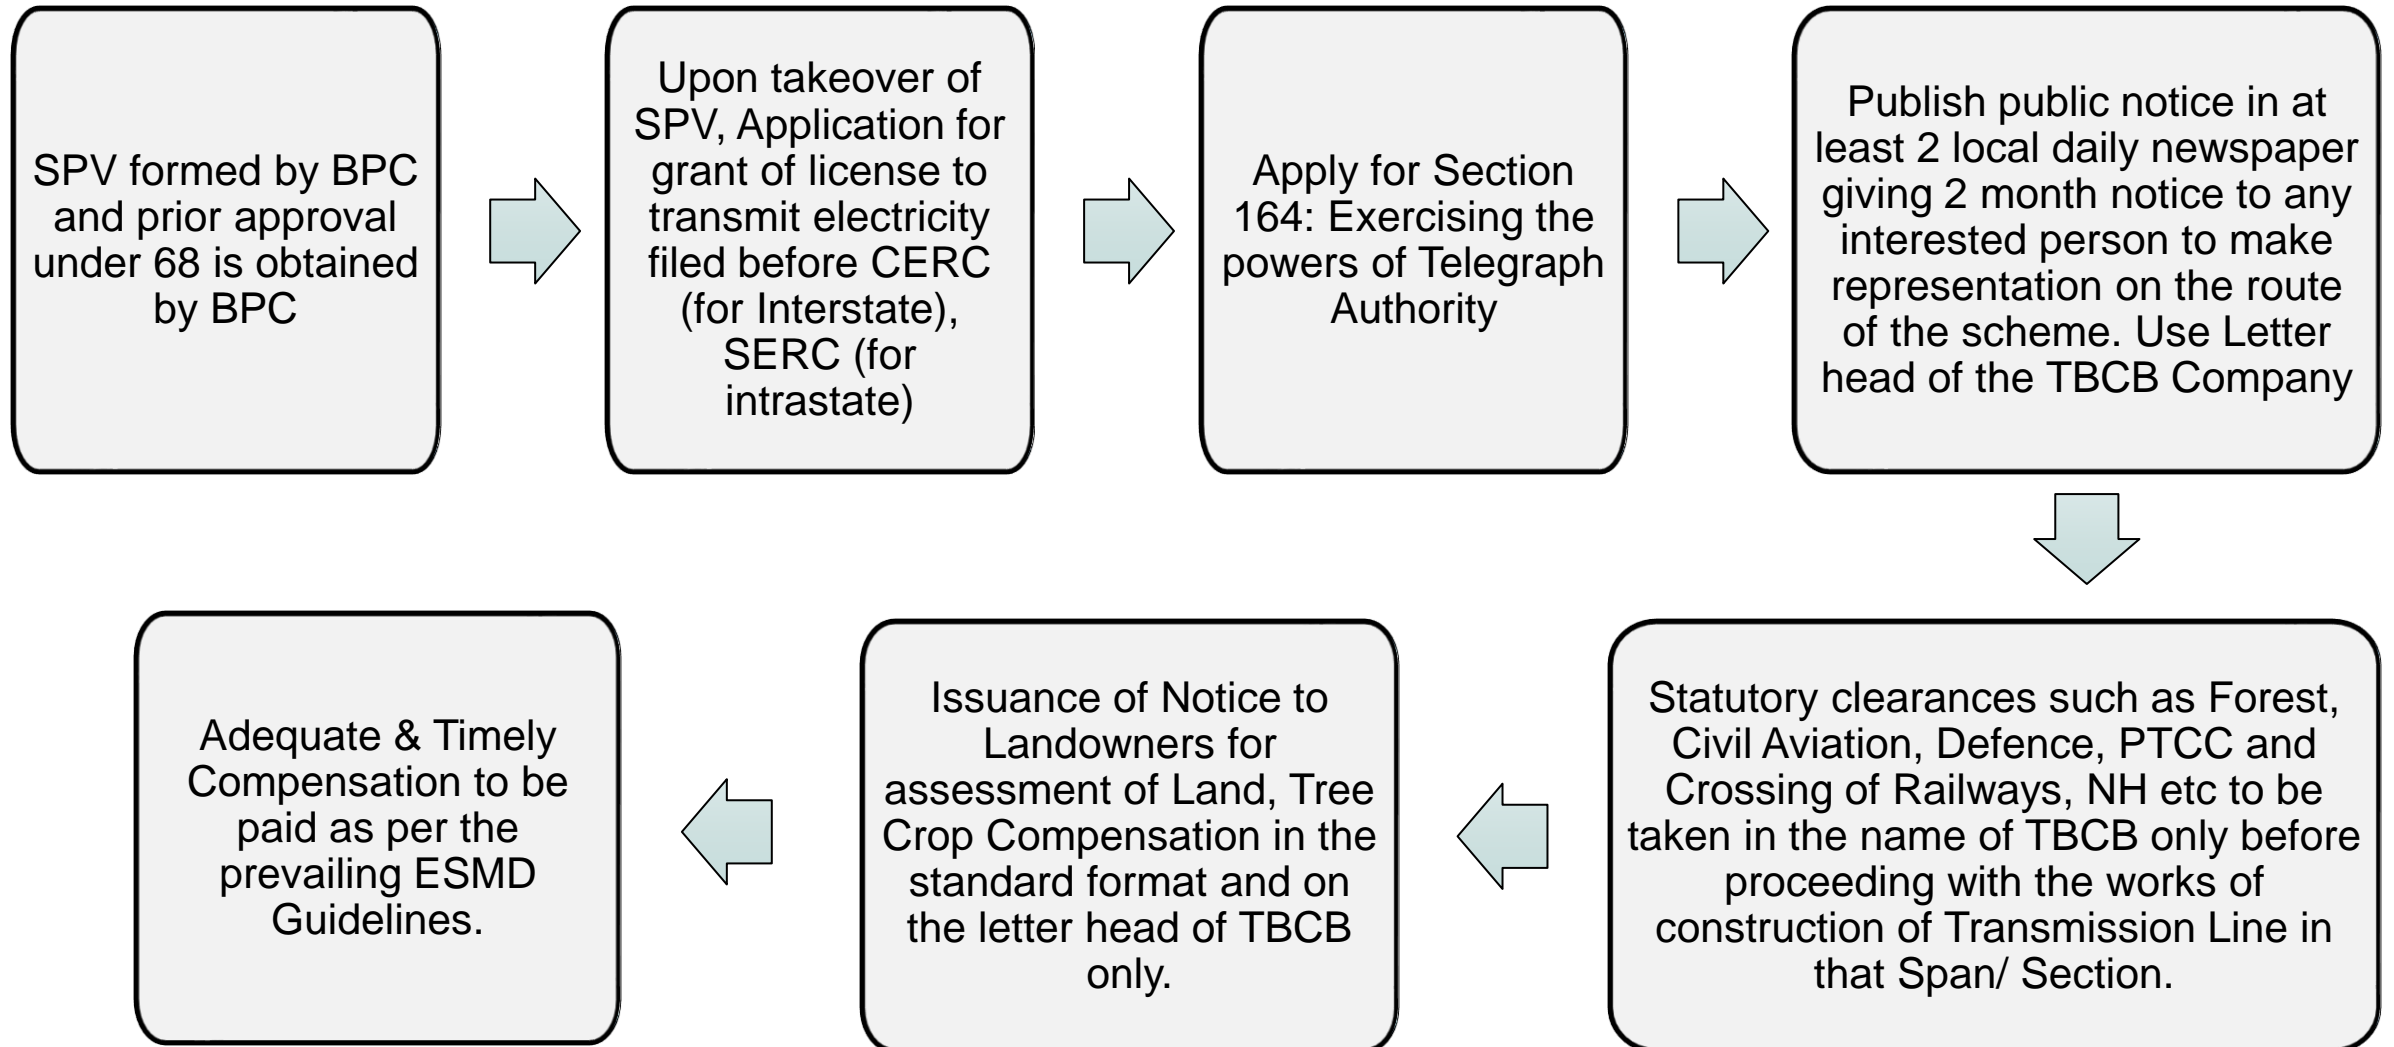 SPV formed by BPC
and prior approval
under 68 is obtained
by BPC
Upon takeover of
SPV, Application for
grant of license to
transmit electricity
filed before CERC
(for Interstate),
SERC (for
intrastate)
Apply for Section
164: Exercising the
powers of Telegraph
Authority
Publish public notice in at
least 2 local daily newspaper
giving 2 month notice to any
interested person to make
representation on the route
of the scheme. Use Letter
head of the TBCB Company
Statutory clearances such as Forest,
Civil Aviation, Defence, PTCC and
Crossing of Railways, NH etc to be
taken in the name of TBCB only before
proceeding with the works of
construction of Transmission Line in
that Span/ Section.
Issuance of Notice to
Landowners for
assessment of Land, Tree
Crop Compensation in the
standard format and on
the letter head of TBCB
only.
Adequate & Timely
Compensation to be
paid as per the
prevailing ESMD
Guidelines.